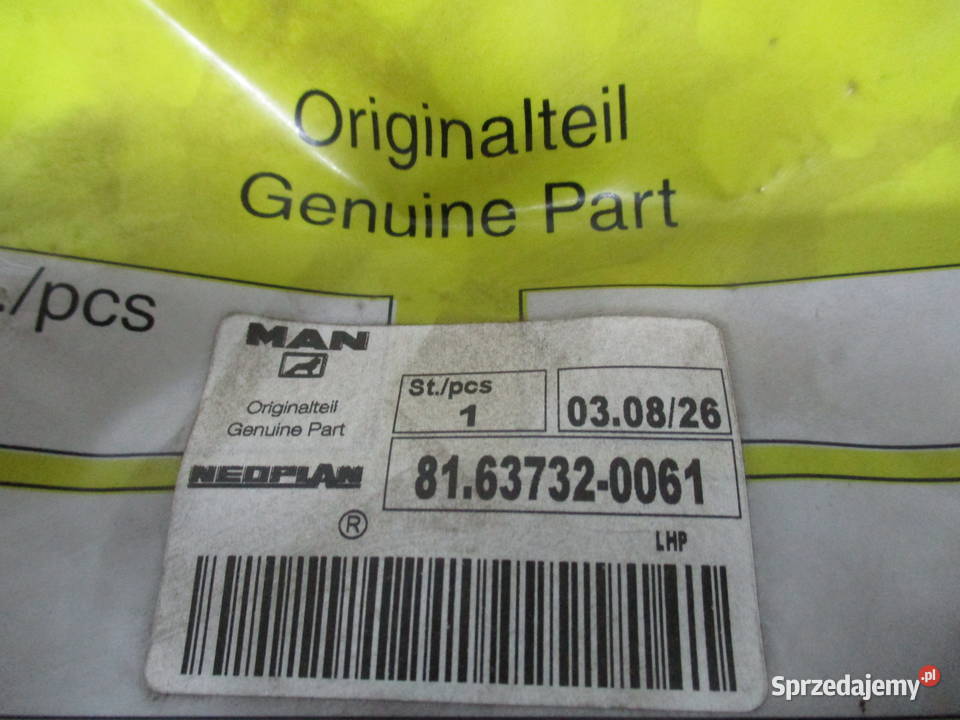 Originalteil
Genuine Part
./pcs
MAN
Originalteil
Genuine Part
NEOPLAN
®
St./pcs
1
03.08/26
81.63732-0061
LHP
Sprzedajemy.pl